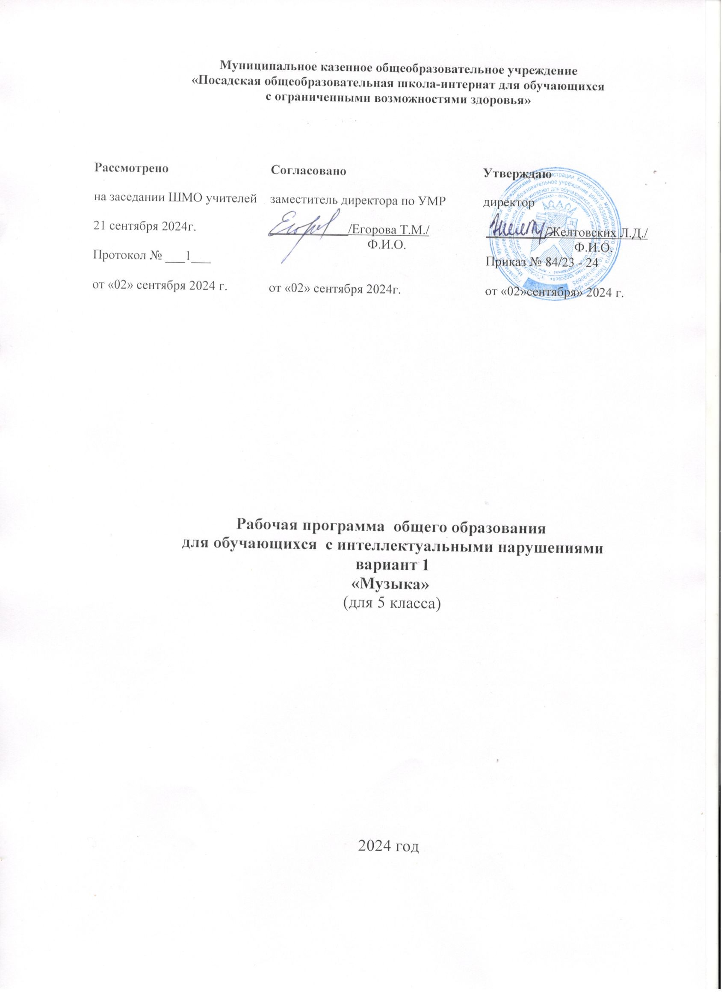 Муниципальное казенное общеобразовательное учреждение
«Посадская общеобразовательная школа-интернат для обучающихся
с ограниченными возможностями здоровья»
Рассмотрено
на заседании ШМО учителей
21 сентября 2024г.
Протокол № ___1___
от «02» сентября 2024 г.
Согласовано
заместитель директора по УМР
/Егорова Т.М./
Ф.И.О.
от «02» сентября 2024г.
Утверждаю
директор
/Желтовских Л.Д./
Ф.И.О.
Приказ № 84/23 - 24
от «02»сентября» 2024 г.
Рабочая программа  общего образования
для обучающихся  с интеллектуальными нарушениями
вариант 1
«Музыка»
(для 5 класса)
2024 год